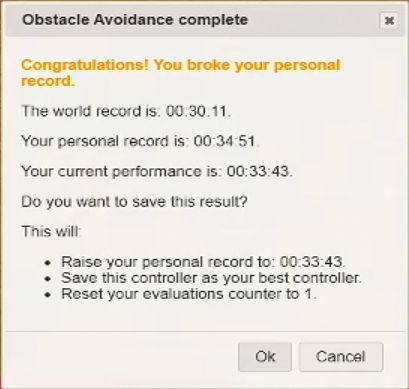 Obstacle Avoidance complete
Congratulations! You broke your personal
record.
The world record is: 00:30:11.
Your personal record is: 00:34:51.
Your current performance is: 00:33:43.
Do you want to save this result?
This will:
• Raise your personal record to: 00:33:43.
• Save this controller as your best controller.
• Reset your evaluations counter to 1.
Ok Cancel